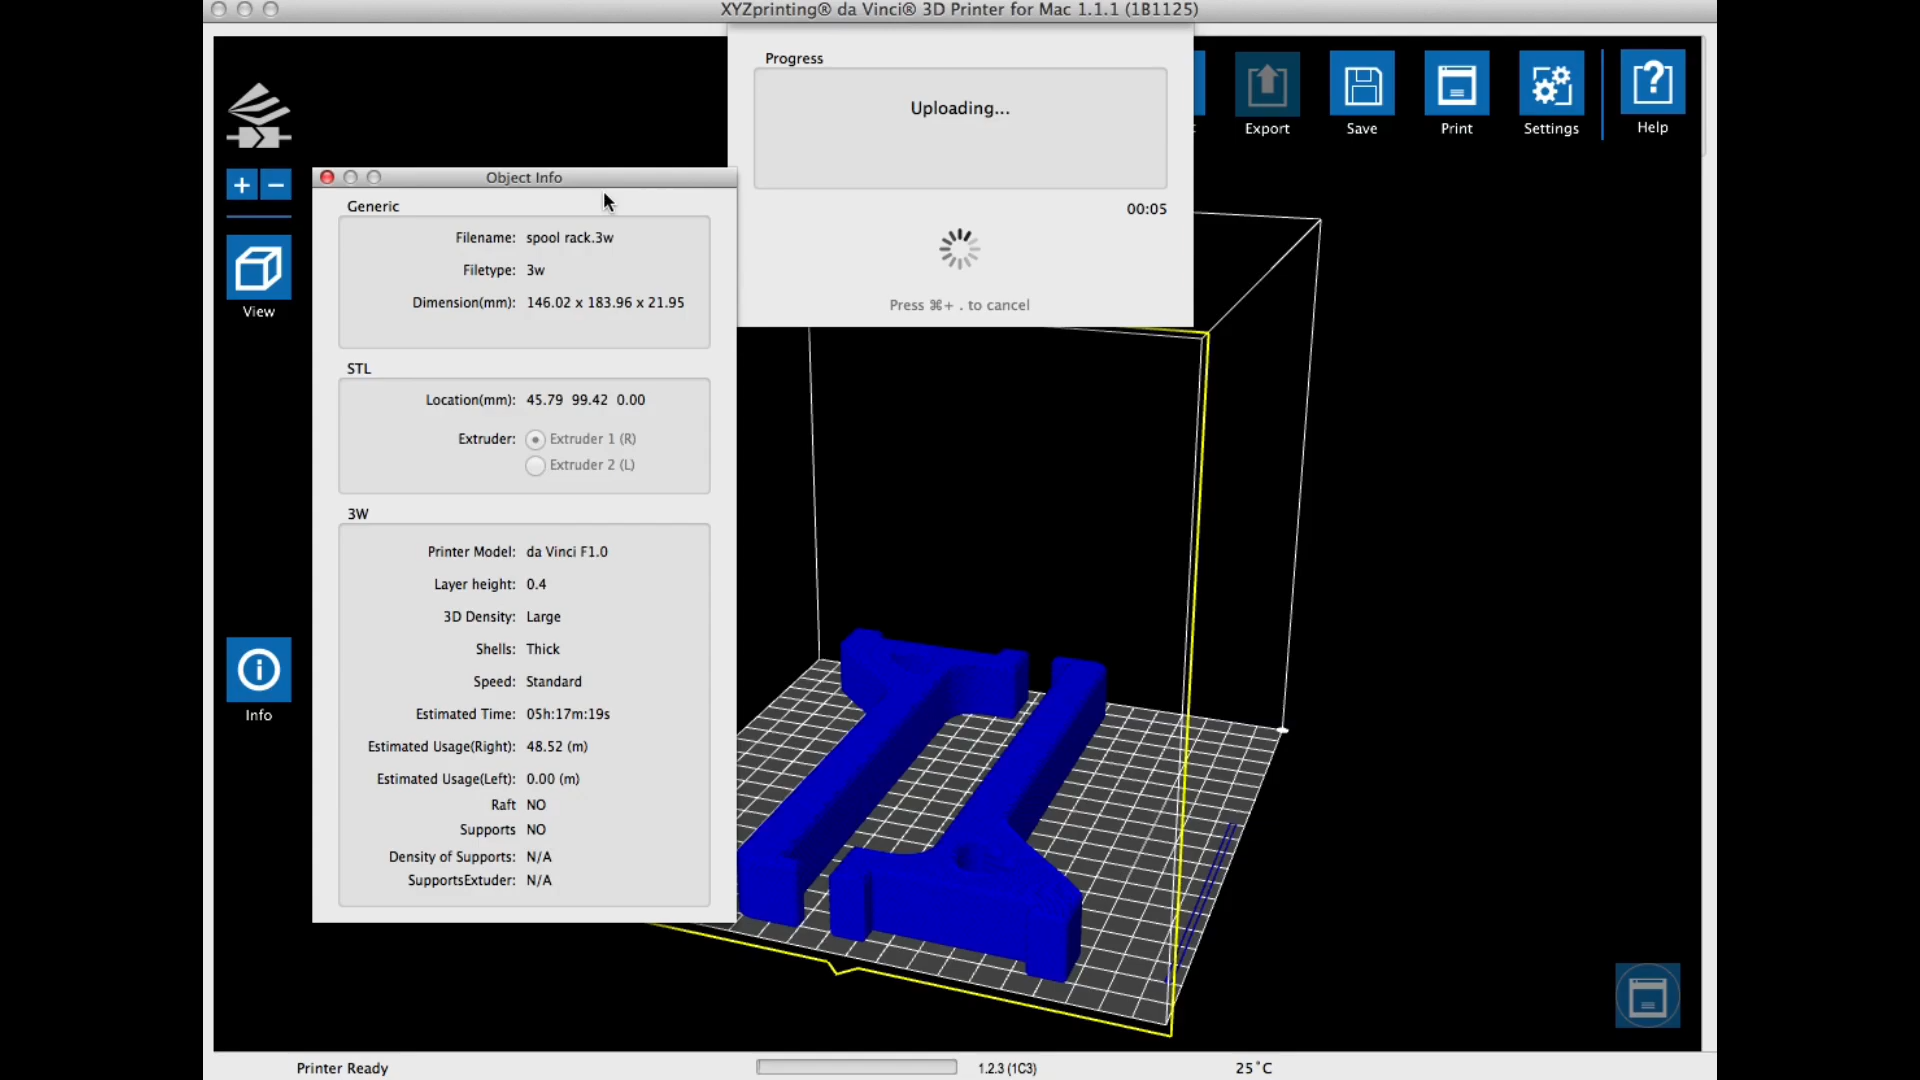 XYZprinting® da Vinci® 3D Printer for Mac 1.1.1 (1B1125)
Progress
Uploading...
00:05
Press ⌘+ . to cancel
t
Export
Save
Print
Settings
Help
View
Info
Object Info
Generic
Filename: spool rack.3w
Filetype: 3w
Dimension(mm): 146.02 x 183.96 x 21.95
STL
Location(mm): 45.79 99.42 0.00
Extruder: Extruder 1 (R)
Extruder 2 (L)
3W
Printer Model: da Vinci F1.0
Layer height: 0.4
3D Density: Large
Shells: Thick
Speed: Standard
Estimated Time: 05h:17m:19s
Estimated Usage(Right): 48.52 (m)
Estimated Usage(Left): 0.00 (m)
Raft NO
Supports NO
Density of Supports: N/A
SupportsExtuder: N/A
Printer Ready
1.2.3 (1C3)
25˚C